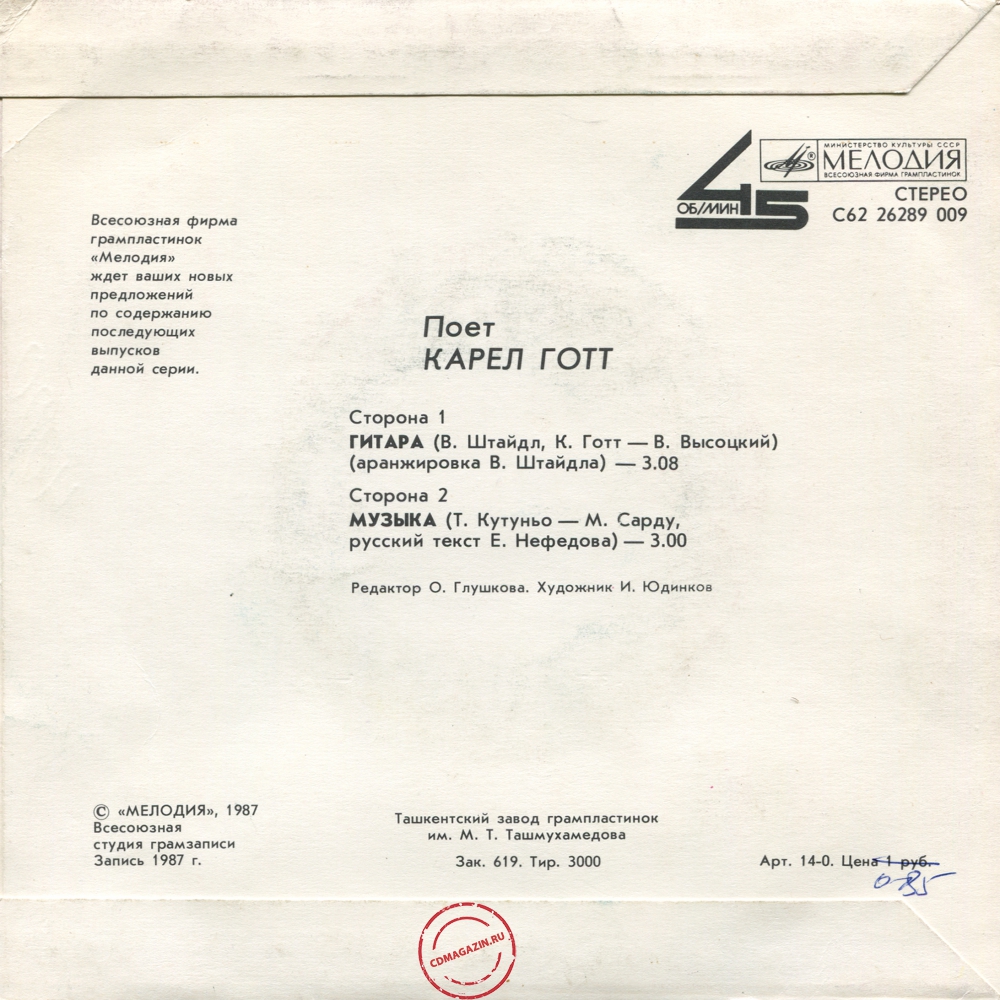 МИНИСТЕРСТВО КУЛЬТУРЫ СССР
МЕЛОДИЯ
ВСЕСОЮЗНАЯ ФИРМА ГРАМПЛАСТИНОК
45
ОБ/МИН
СТЕРЕО
С62 26289 009
Всесоюзная фирма
грампластинок
«Мелодия»
ждет ваших новых
предложений
по содержанию
последующих
выпусков
данной серии.
Поет
КАРЕЛ ГОТТ
Сторона 1
ГИТАРА (В. Штайдл, К. Готт — В. Высоцкий)
(аранжировка В. Штайдла) — 3.08
Сторона 2
МУЗЫКА (Т. Кутуньо — М. Сарду,
русский текст Е. Нефедова) — 3.00
Редактор О. Глушкова. Художник И. Юдинков
© «МЕЛОДИЯ», 1987
Всесоюзная
студия грамзаписи
Запись 1987 г.
Ташкентский завод грампластинок
им. М. Т. Ташмухамедова
Зак. 619. Тир. 3000
Арт. 14-0. Цена 1 руб.
0-35
CDMAGAZIN.RU